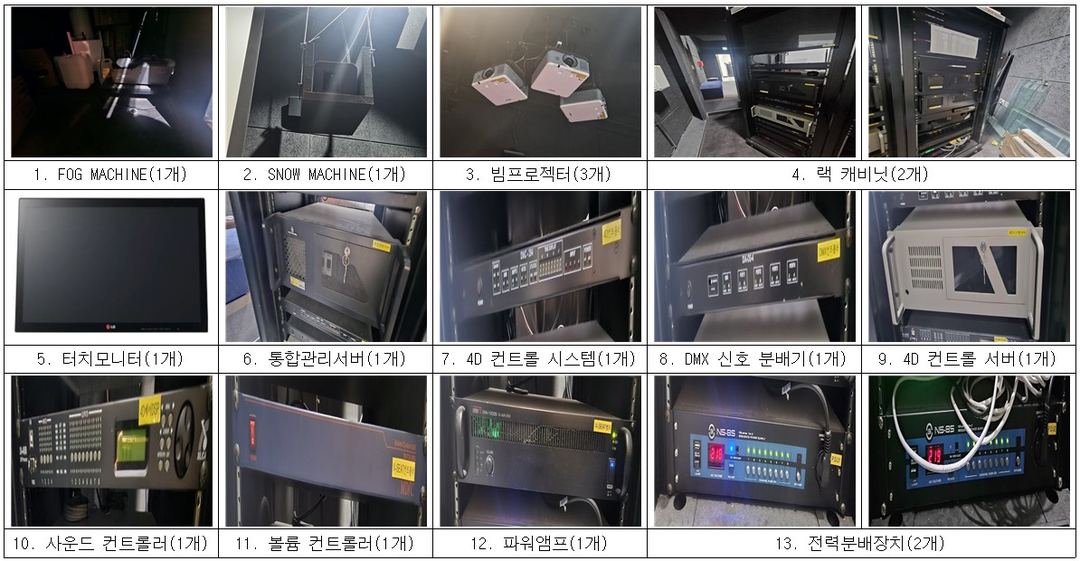 1. FOG MACHINE(1개)
2. SNOW MACHINE(1개)
3. 빔프로젝터(3개)
4. 랙 캐비닛(2개)
LG
5. 터치모니터(1개)
6. 통합관리서버(1개)
7. 4D 컨트롤 시스템(1개)
8. DMX 신호 분배기(1개)
9. 4D 컨트롤 서버(1개)
NS-8S
218
NS-8S
219
10. 사운드 컨트롤러(1개)
11. 볼륨 컨트롤러(1개)
12. 파워앰프(1개)
13. 전력분배장치(2개)